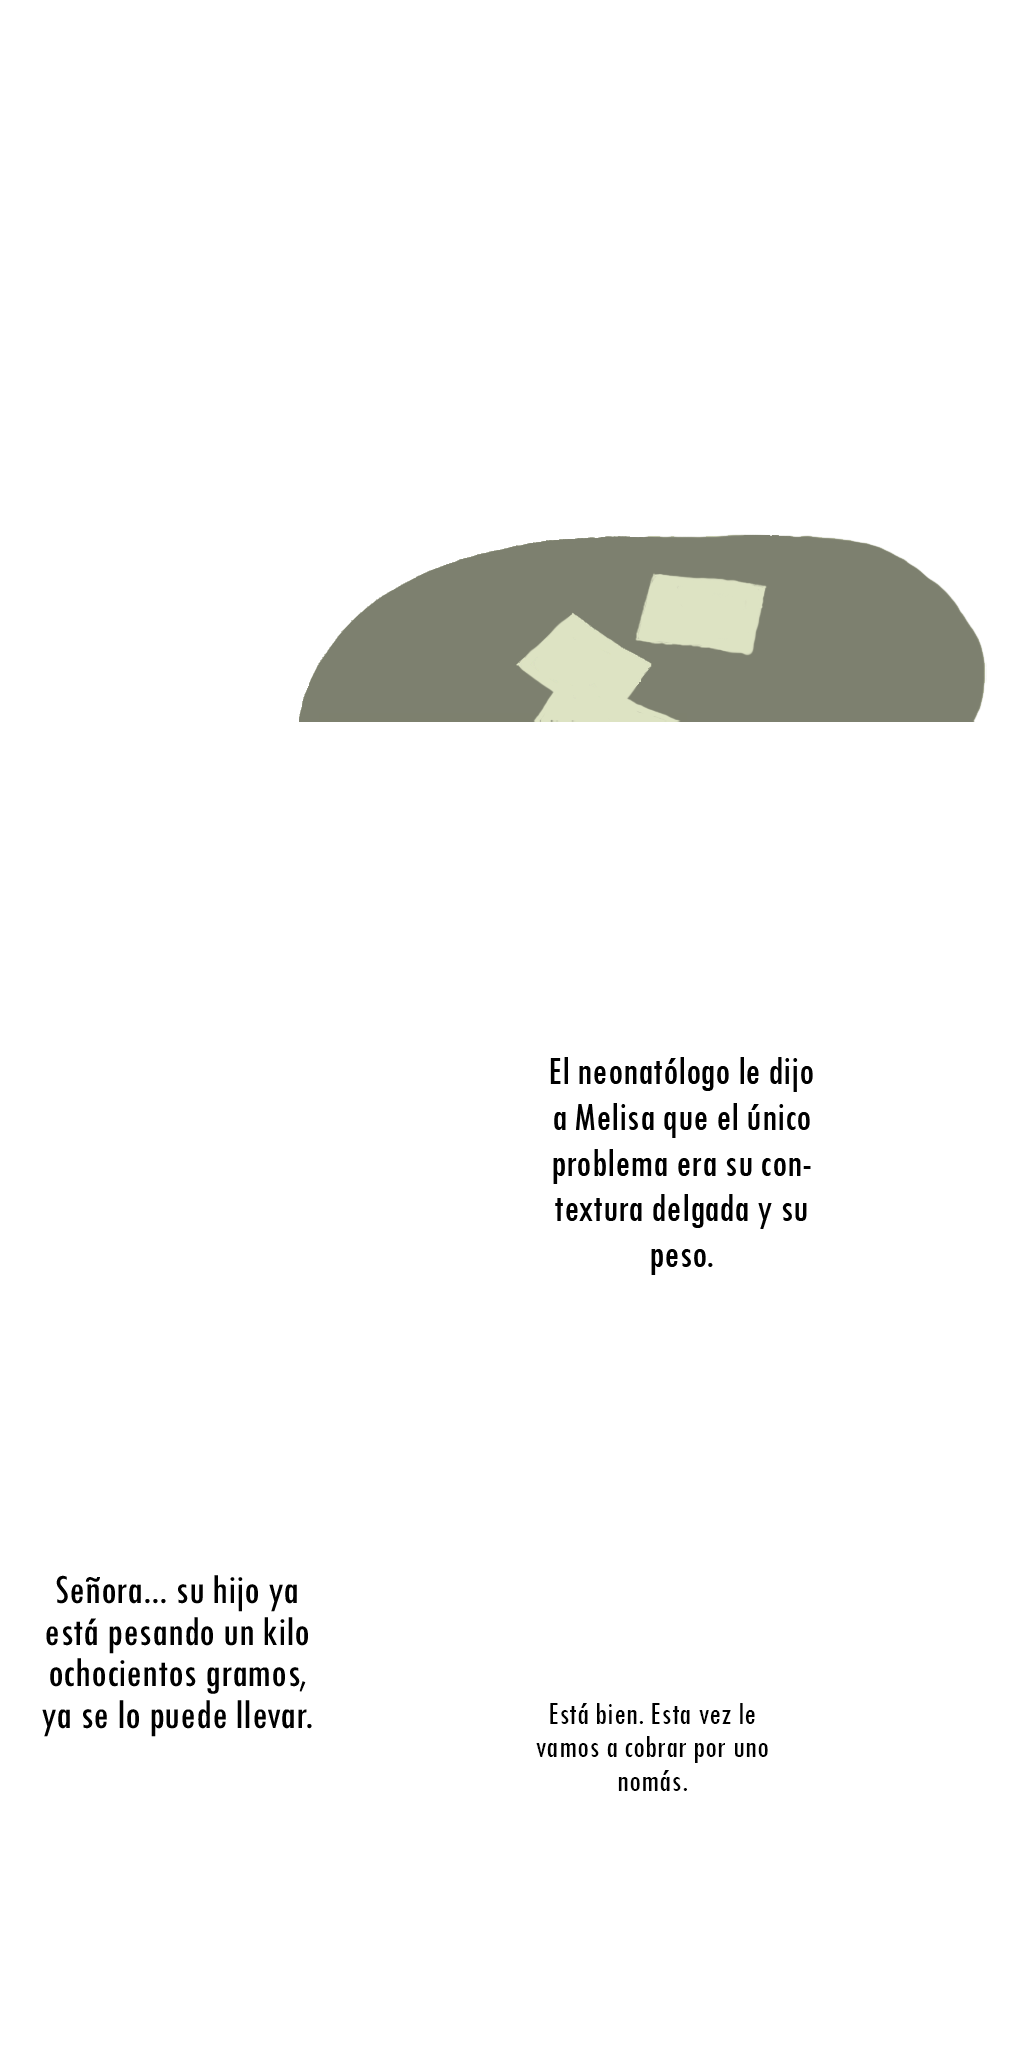 El neonatólogo le dijo
a Melisa que el único
problema era su con-
textura delgada y su
peso.
Señora... su hijo ya
está pesando un kilo
ochocientos gramos,
ya se lo puede llevar.
Está bien. Esta vez le
vamos a cobrar por uno
nomás.